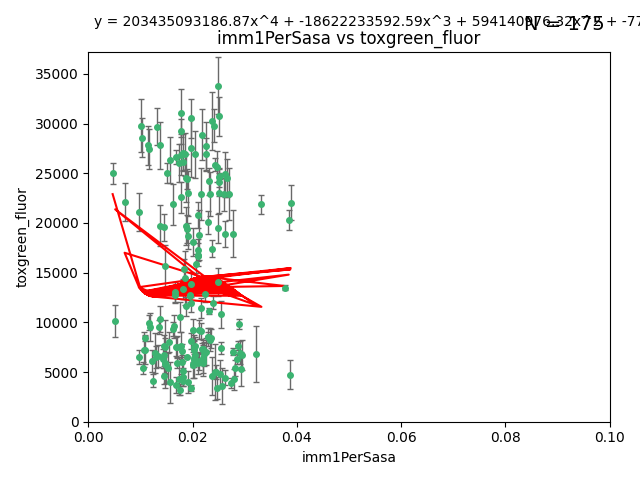 y = 203435093186.87x^4 + -18622233592.59x^3 + 594140976.32x^2 + -77
N = 175
imm1PerSasa vs toxgreen_fluor
35000
30000
25000
20000
15000
10000
5000
0
toxgreen_fluor
0.00 0.02 0.04 0.06 0.08 0.10
imm1PerSasa